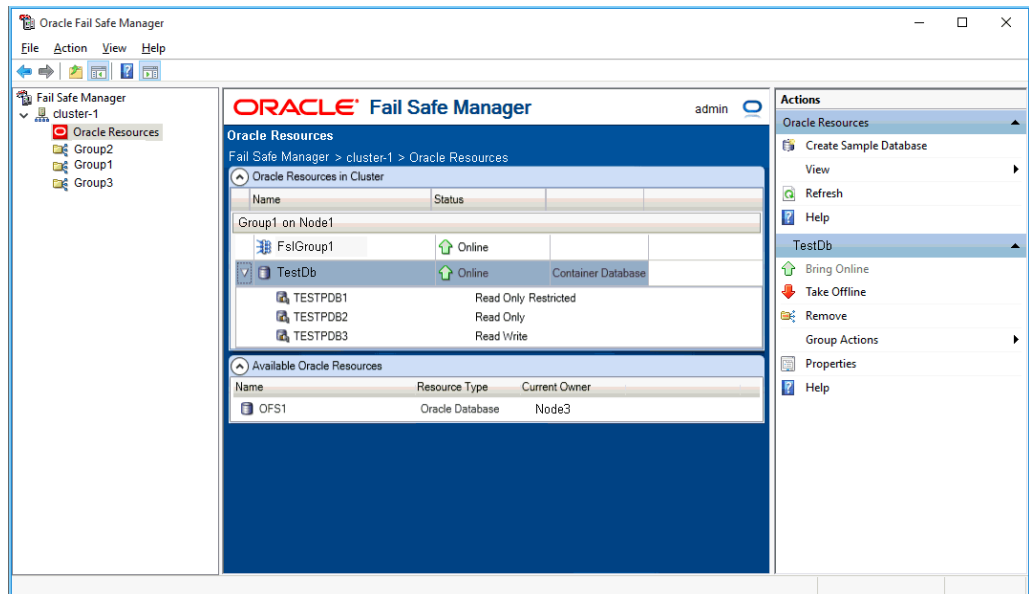 Oracle Fail Safe Manager
File Action View Help
Fail Safe Manager
cluster-1
Oracle Resources
Group2
Group1
Group3
ORACLE® Fail Safe Manager admin
Oracle Resources
Fail Safe Manager > cluster-1 > Oracle Resources
Oracle Resources in Cluster
Name Status
Group1 on Node1
FslGroup1 Online
TestDb Online Container Database
TESTPDB1 Read Only Restricted
TESTPDB2 Read Only
TESTPDB3 Read Write
Available Oracle Resources
Name Resource Type Current Owner
OFS1 Oracle Database Node3
Actions
Oracle Resources
Create Sample Database
View
Refresh
Help
TestDb
Bring Online
Take Offline
Remove
Group Actions
Properties
Help